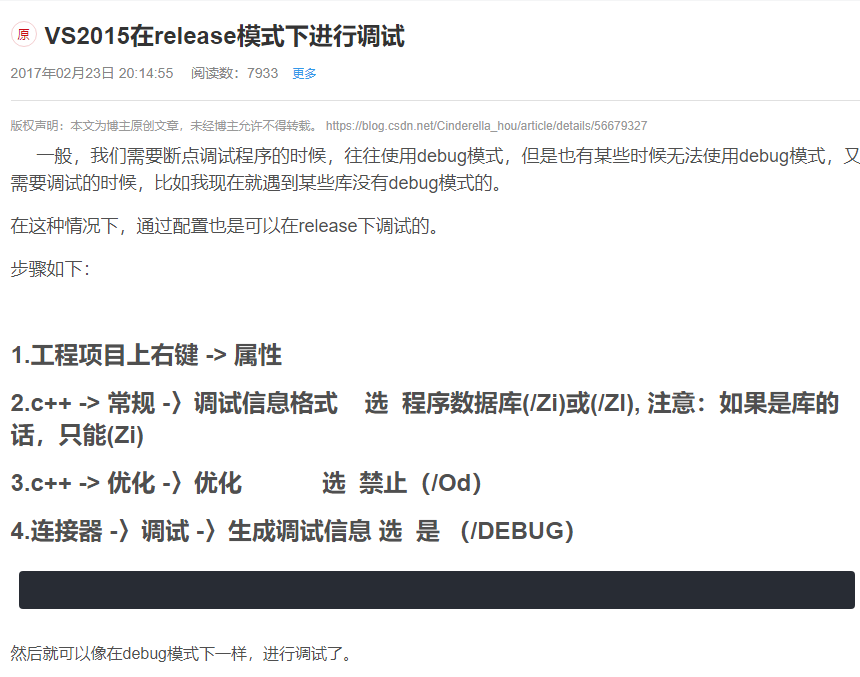 原 VS2015在release模式下进行调试
2017年02月23日 20:14:55 阅读数：7933 更多
版权声明：本文为博主原创文章，未经博主允许不得转载。 https://blog.csdn.net/Cinderella_hou/article/details/56679327
一般，我们需要断点调试程序的时候，往往使用debug模式，但是也有某些时候无法使用debug模式，又
需要调试的时候，比如我现在就遇到某些库没有debug模式的。
在这种情况下，通过配置也是可以在release下调试的。
步骤如下：
1.工程项目上右键 -> 属性
2.c++ -> 常规 -〉调试信息格式 选 程序数据库(/Zi)或(/ZI), 注意：如果是库的
话，只能(Zi)
3.c++ -> 优化 -〉优化 选 禁止（/Od）
4.连接器 -〉调试 -〉生成调试信息 选 是 （/DEBUG）
然后就可以像在debug模式下一样，进行调试了。